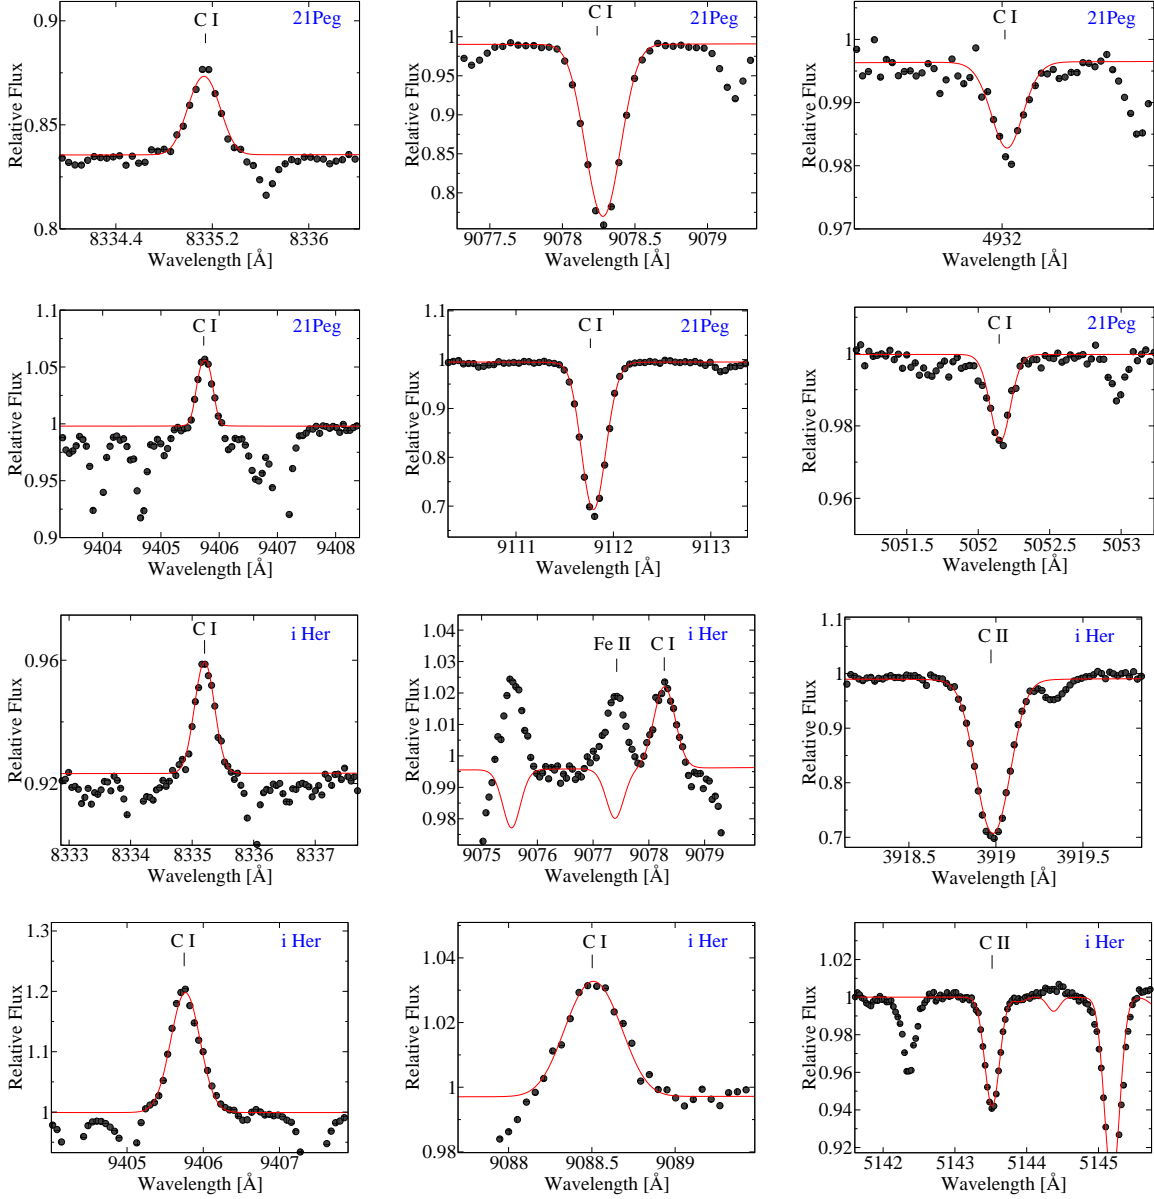 0.9
0.85
0.8
Relative Flux
C I
21Peg
8334.4 8335.2 8336
Wavelength [Å]
1
0.95
0.9
0.85
0.8
Relative Flux
C I
21Peg
9077.5 9078 9078.5 9079
Wavelength [Å]
1
0.99
0.98
0.97
Relative Flux
C I
21Peg
4932
Wavelength [Å]
1.1
1.05
1
0.95
0.9
Relative Flux
C I
21Peg
9404 9405 9406 9407 9408
Wavelength [Å]
1.1
1
0.9
0.8
0.7
Relative Flux
C I
21Peg
9111 9112 9113
Wavelength [Å]
1
0.98
0.96
Relative Flux
C I
21Peg
5051.5 5052 5052.5 5053
Wavelength [Å]
0.96
0.92
Relative Flux
C I
i Her
8333 8334 8335 8336 8337
Wavelength [Å]
1.04
1.03
1.02
1.01
1
0.99
0.98
Relative Flux
Fe II C I
i Her
9075 9076 9077 9078 9079
Wavelength [Å]
1.1
1
0.9
0.8
0.7
Relative Flux
C II
i Her
3918.5 3919 3919.5
Wavelength [Å]
1.3
1.2
1.1
1
Relative Flux
C I
i Her
9405 9406 9407
Wavelength [Å]
1.04
1.02
1
0.98
Relative Flux
C I
i Her
9088 9088.5 9089
Wavelength [Å]
1.02
1
0.98
0.96
0.94
0.92
Relative Flux
C II
i Her
5142 5143 5144 5145
Wavelength [Å]